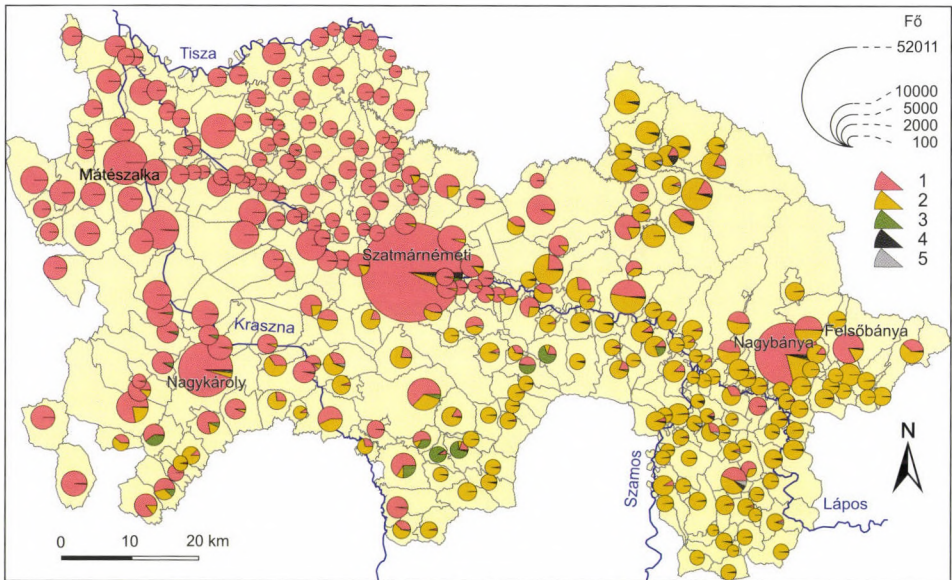 Fő
52011
10000
5000
2000
100
1
2
3
4
5
Tisza
Mátészalka
Szatmárnémeti
Kraszna
Nagykároly
Nagybánya
Felsőbánya
Szamos
Lápos
N
0 10 20 km